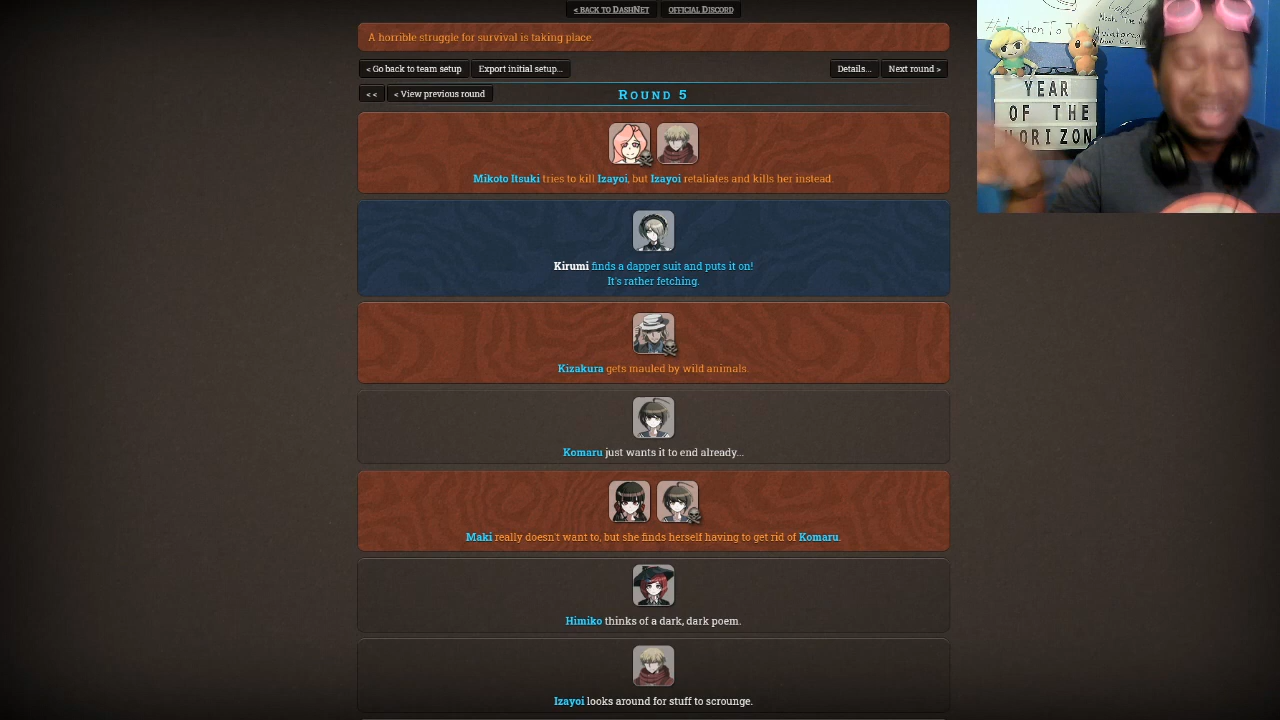 < BACK TO DASHNET
OFFICIAL DISCORD
A horrible struggle for survival is taking place.
< Go back to team setup
Export initial setup...
Details...
Next round >
< <
< View previous round
ROUND 5
Mikoto Itsuki tries to kill Izayoi, but Izayoi retaliates and kills her instead.
Kirumi finds a dapper suit and puts it on!
It's rather fetching.
Kizakura gets mauled by wild animals.
Komaru just wants it to end already...
Maki really doesn't want to, but she finds herself having to get rid of Komaru.
Himiko thinks of a dark, dark poem.
Izayoi looks around for stuff to scrounge.
YEAR
OF THE
HORIZON